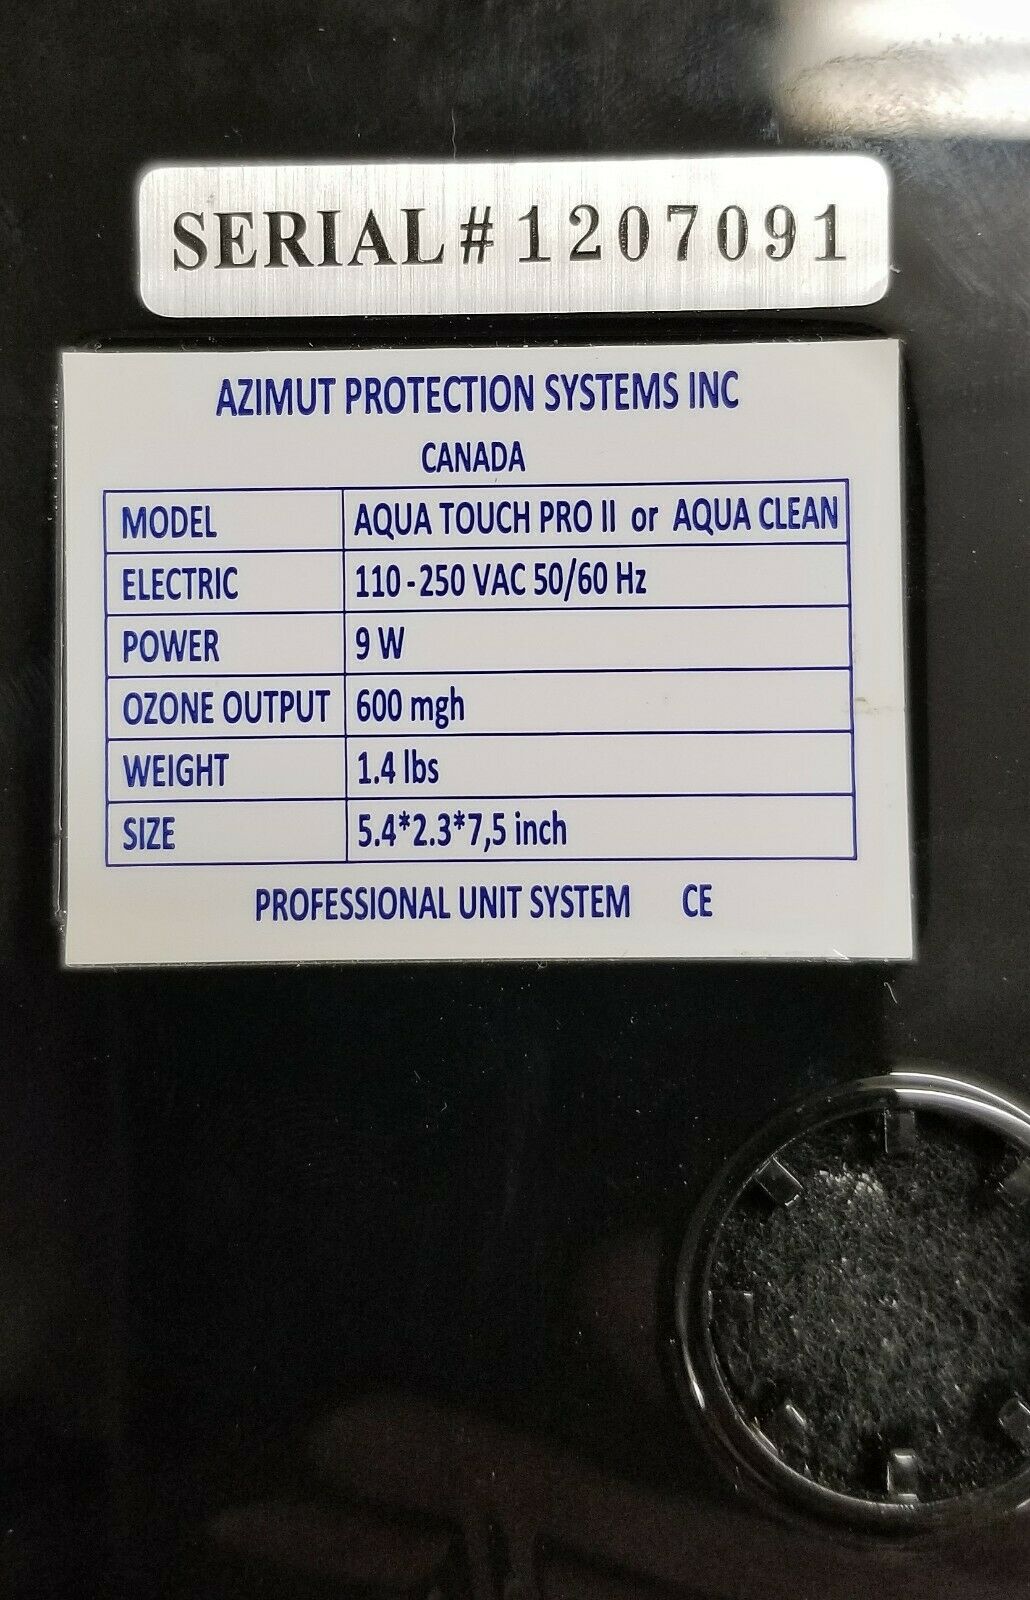 SERIAL # 1207091
AZIMUT PROTECTION SYSTEMS INC
CANADA
MODEL AQUA TOUCH PRO II or AQUA CLEAN
ELECTRIC 110-250 VAC 50/60 Hz
POWER 9 W
OZONE OUTPUT 600 mgh
WEIGHT 1.4 lbs
SIZE 5.4*2.3*7,5 inch
PROFESSIONAL UNIT SYSTEM CE